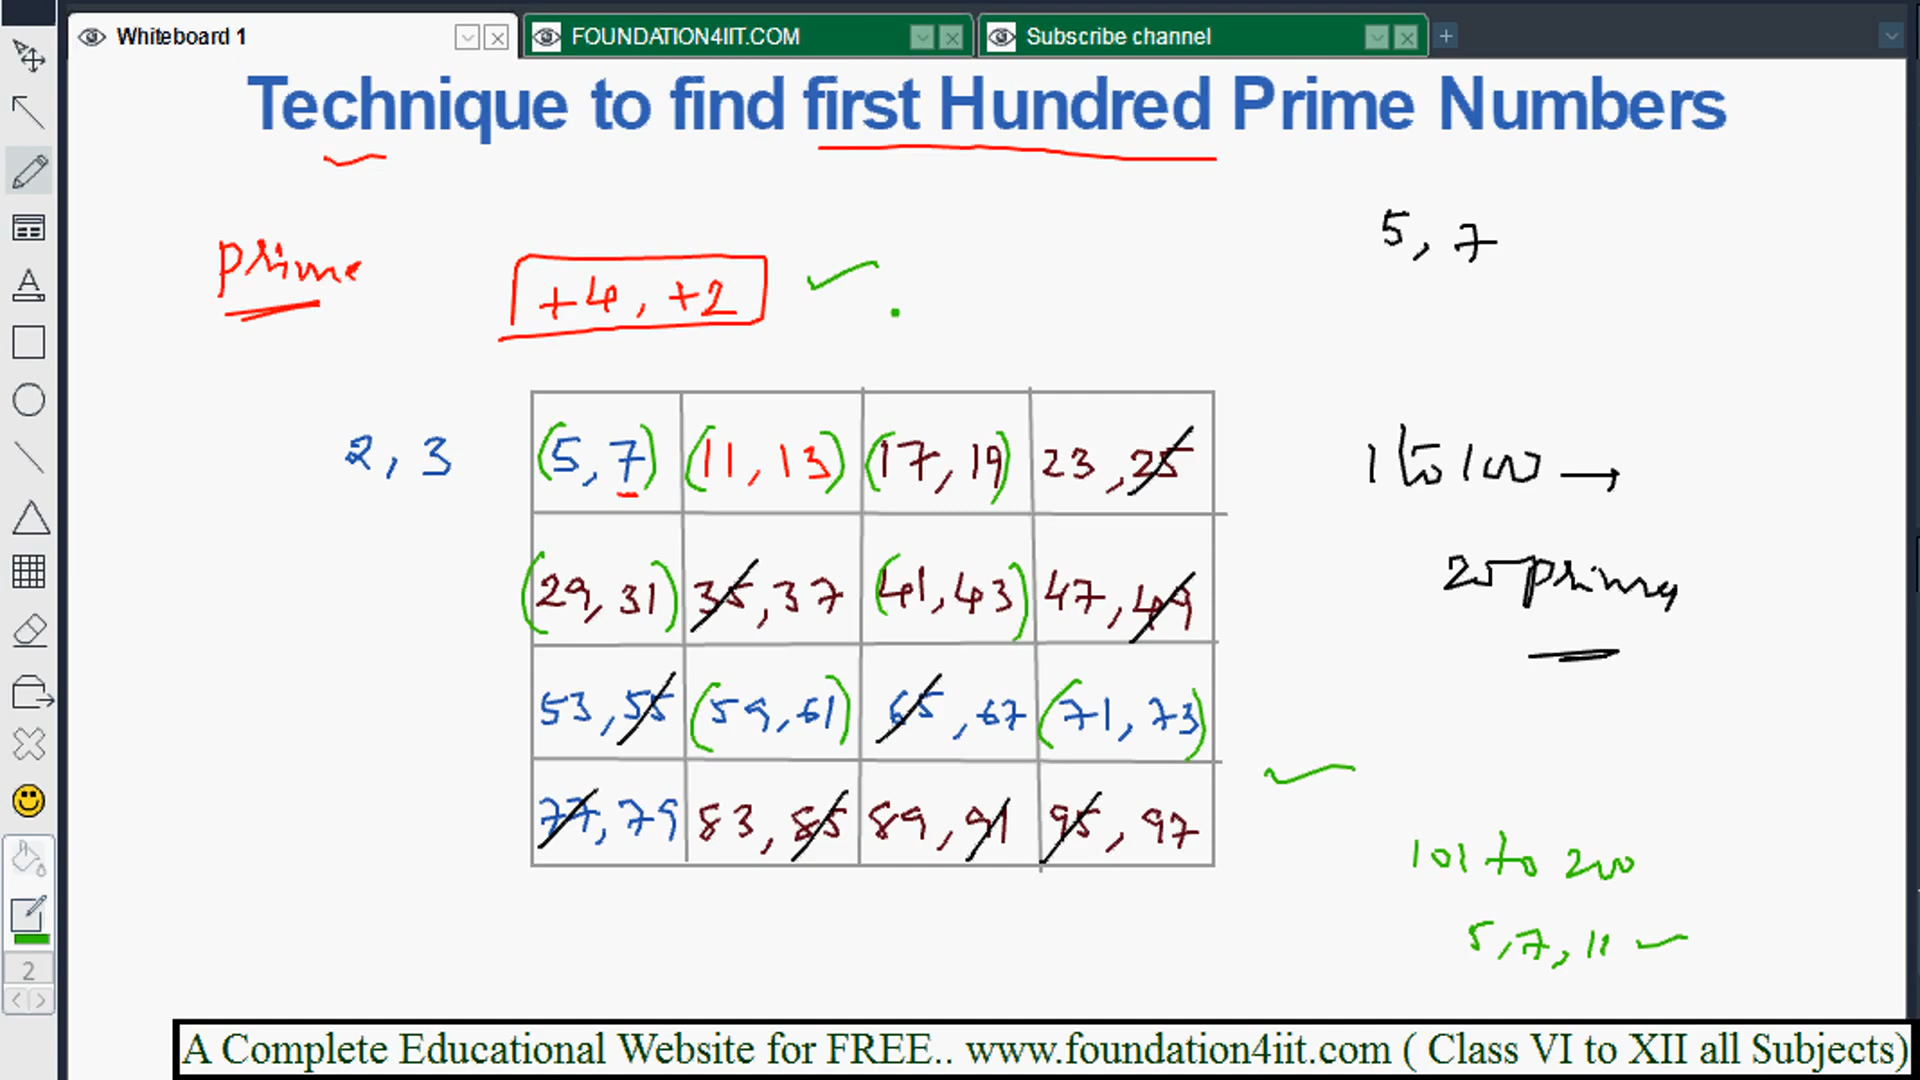 Whiteboard 1
FOUNDATION4IIT.COM
Subscribe channel
Technique to find first Hundred Prime Numbers
5, 7
prime
+4, +2
2, 3
(5, 7) (11, 13) (17, 19) 23, 25
1 to 100 →
(29, 31) 35, 37 (41, 43) 47, 49
25 primes
53, 55 (59, 61) 65, 67 (71, 73)
77, 79 83, 85 89, 91 95, 97
101 to 200
5, 7, 11
2
A Complete Educational Website for FREE.. www.foundation4iit.com ( Class VI to XII all Subjects)